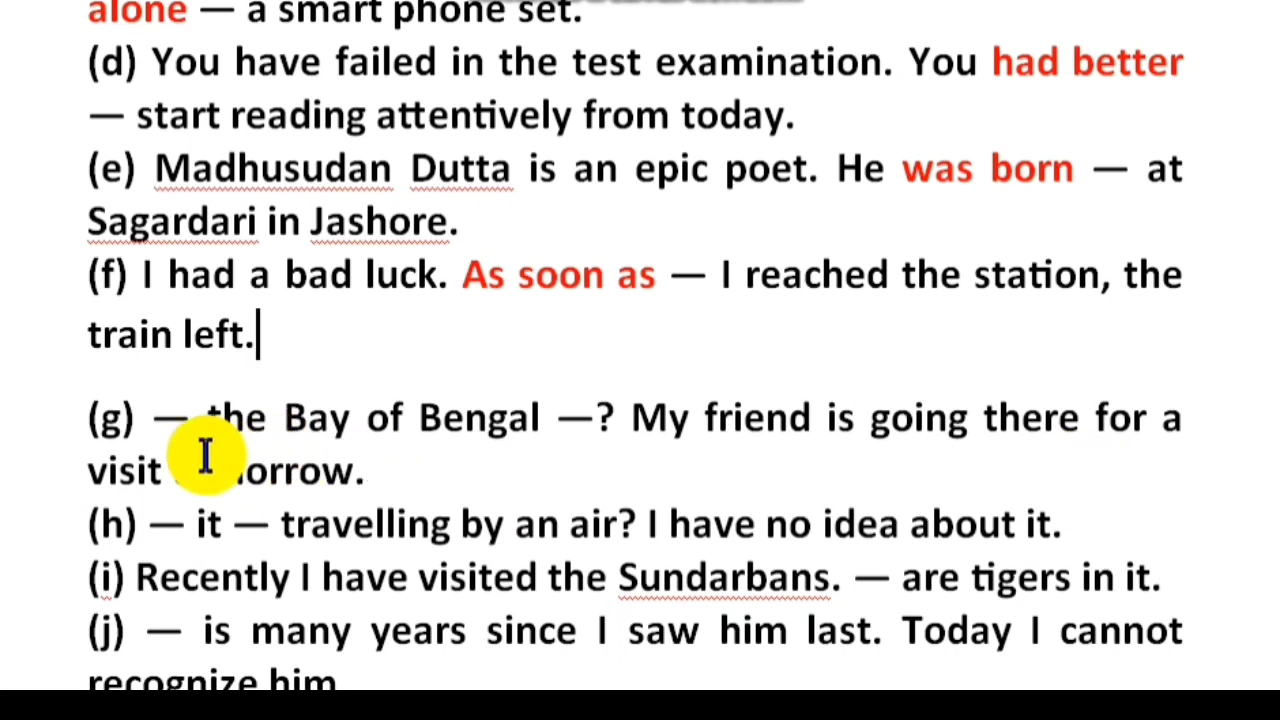 alone — a smart phone set.
(d) You have failed in the test examination. You had better
— start reading attentively from today.
(e) Madhusudan Dutta is an epic poet. He was born — at
Sagardari in Jashore.
(f) I had a bad luck. As soon as — I reached the station, the
train left.
(g) — the Bay of Bengal —? My friend is going there for a
visit tomorrow.
(h) — it — travelling by an air? I have no idea about it.
(i) Recently I have visited the Sundarbans. — are tigers in it.
(j) — is many years since I saw him last. Today I cannot
recognize him